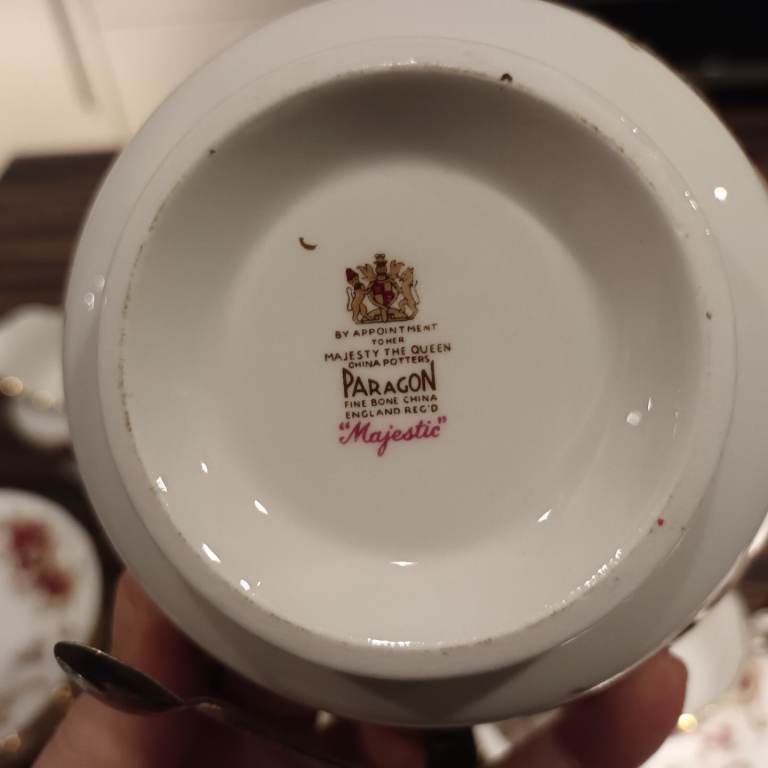 BY APPOINTMENT
TO HER
MAJESTY THE QUEEN
CHINA POTTERS
PARAGON
FINE BONE CHINA
ENGLAND REG'D
"Majestic"